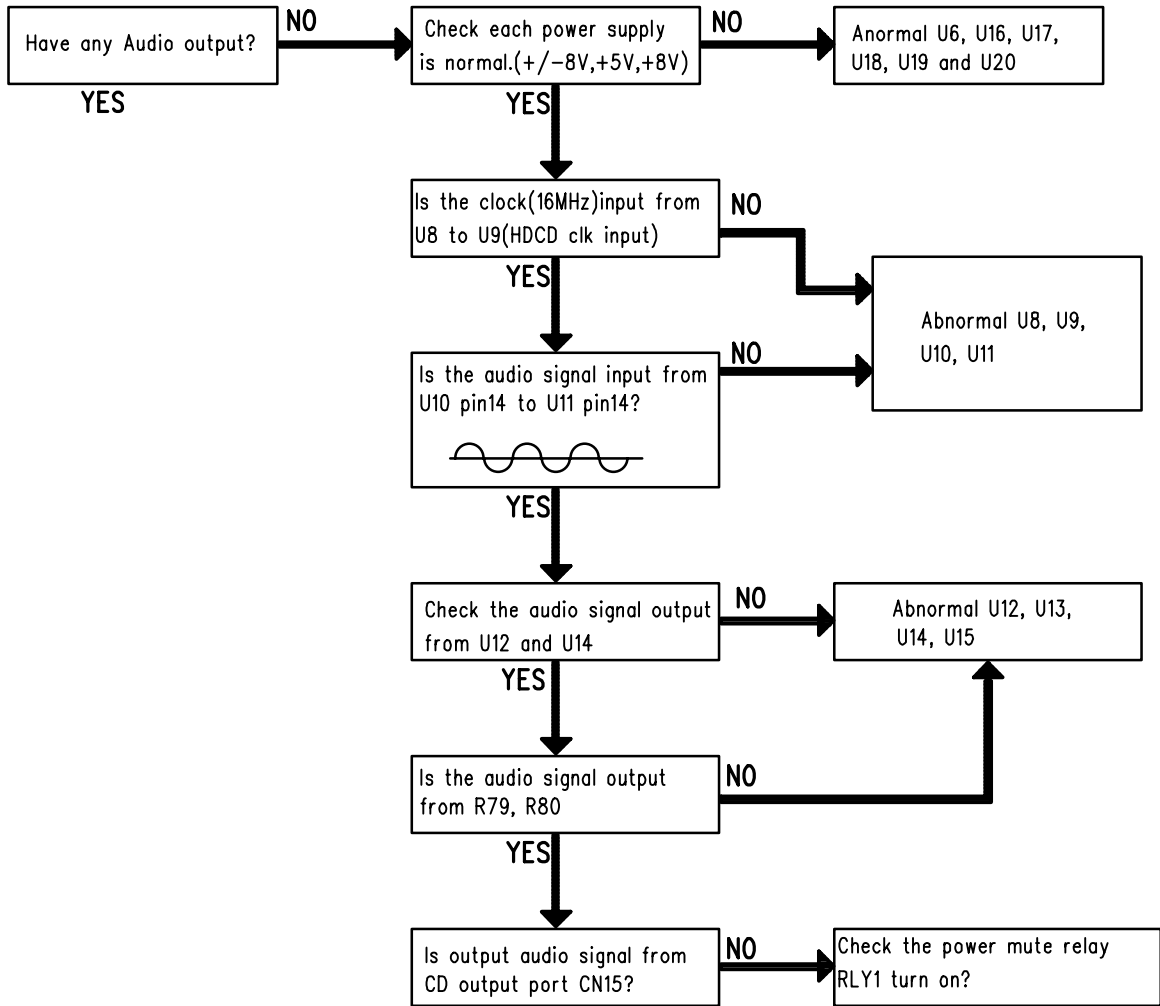 Have any Audio output?
NO
YES
Check each power supply
is normal.(+/-8V,+5V,+8V)
NO
Anormal U6, U16, U17,
U18, U19 and U20
YES
Is the clock(16MHz)input from
U8 to U9(HDCD clk input)
NO
YES
Abnormal U8, U9,
U10, U11
Is the audio signal input from
U10 pin14 to U11 pin14?
NO
YES
Check the audio signal output
from U12 and U14
NO
Abnormal U12, U13,
U14, U15
YES
Is the audio signal output
from R79, R80
NO
YES
Is output audio signal from
CD output port CN15?
NO
Check the power mute relay
RLY1 turn on?